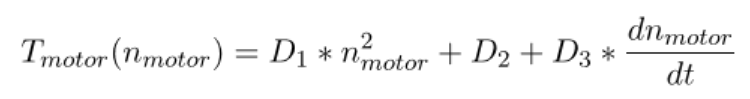 T_{motor}(n_{motor}) = D_1 * n_{motor}^2 + D_2 + D_3 * \frac{dn_{motor}}{dt}